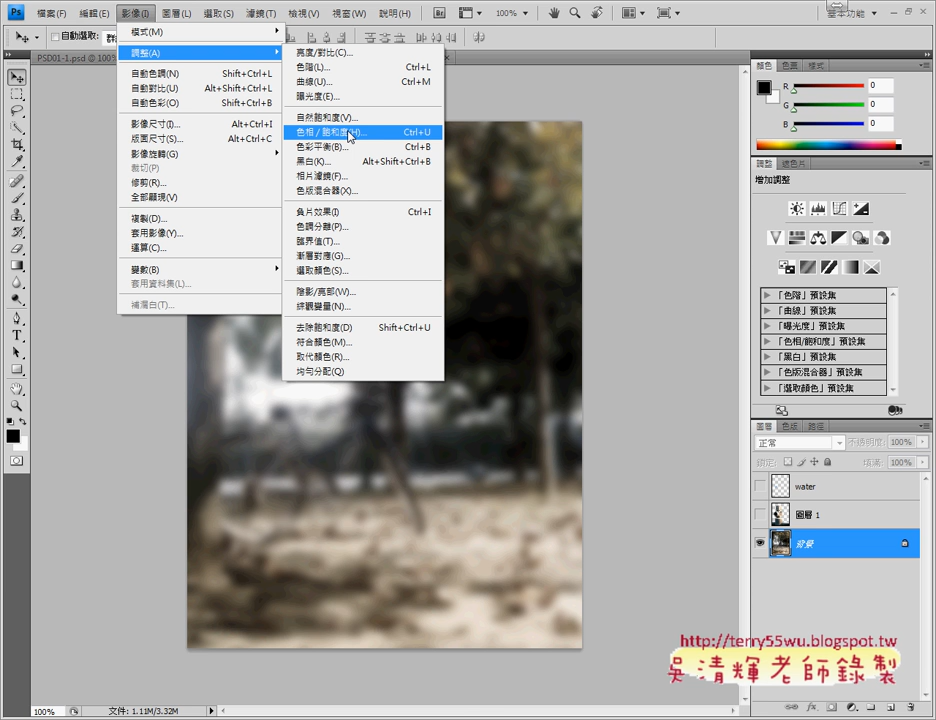 Ps 檔案(F) 編輯(E) 影像(I) 圖層(L) 選取(S) 濾鏡(T) 檢視(V) 視窗(W) 說明(H) Br 100% 基本功能
自動選取:
PSD01-1.psd @ 100%
模式(M)
調整(A)
自動色調(N) Shift+Ctrl+L
自動對比(U) Alt+Shift+Ctrl+L
自動色彩(O) Shift+Ctrl+B
影像尺寸(I)... Alt+Ctrl+I
版面尺寸(S)... Alt+Ctrl+C
影像旋轉(G)
裁切(P)
修剪(R)...
全部顯現(V)
複製(D)...
套用影像(Y)...
運算(C)...
變數(B)
套用資料集(L)...
補漏白(T)...
亮度/對比(C)...
色階(L)... Ctrl+L
曲線(U)... Ctrl+M
曝光度(E)...
自然飽和度(V)...
色相/飽和度(H)... Ctrl+U
色彩平衡(B)... Ctrl+B
黑白(K)... Alt+Shift+Ctrl+B
相片濾鏡(F)...
色版混合器(X)...
負片效果(I) Ctrl+I
色調分離(P)...
臨界值(T)...
漸層對應(G)...
選取顏色(S)...
陰影/亮部(W)...
綜觀變量(N)...
去除飽和度(D) Shift+Ctrl+U
符合顏色(M)...
取代顏色(R)...
均勻分配(Q)
顏色 色票 樣式
R 0
G 0
B 0
調整 遮色片
增加調整
「色階」預設集
「曲線」預設集
「曝光度」預設集
「色相/飽和度」預設集
「黑白」預設集
「色版混合器」預設集
「選取顏色」預設集
圖層 色版 路徑
正常 不透明度: 100%
鎖定: 填滿: 100%
water
圖層 1
背景
http://terry55wu.blogspot.tw
吳清輝老師錄製
100% 文件: 1.11M/3.32M